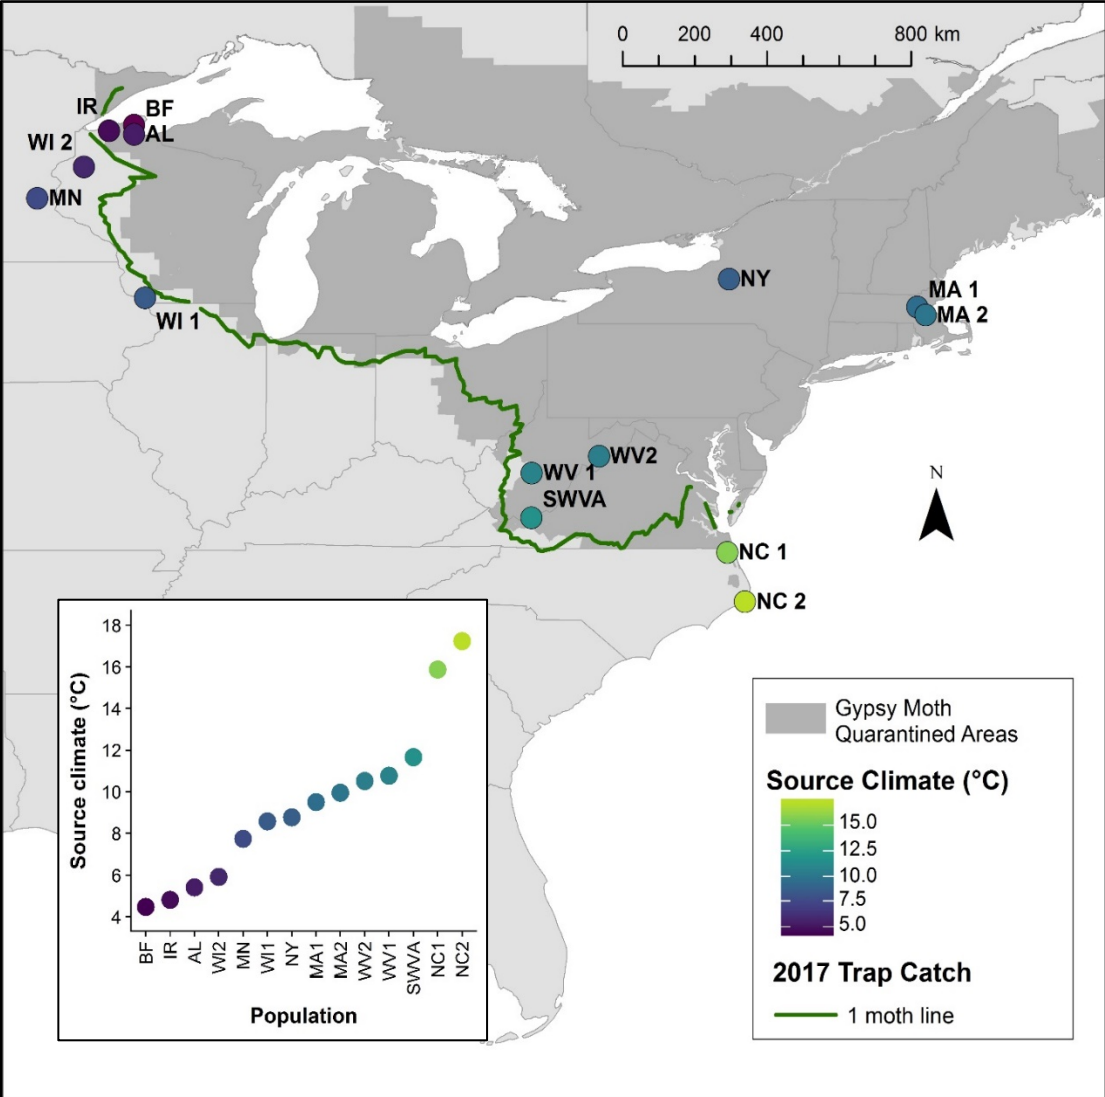 0 200 400 800 km
IR
BF
AL
WI 2
MN
WI 1
NY
MA 1
MA 2
WV2
WV 1
SWVA
N
NC 1
NC 2
Source climate (°C)
18
16
14
12
10
8
6
4
BF IR AL WI2 MN WI1 NY MA1 MA2 WV2 WV1 SWVA NC1 NC2
Population
Gypsy Moth
Quarantined Areas
Source Climate (°C)
15.0
12.5
10.0
7.5
5.0
2017 Trap Catch
1 moth line